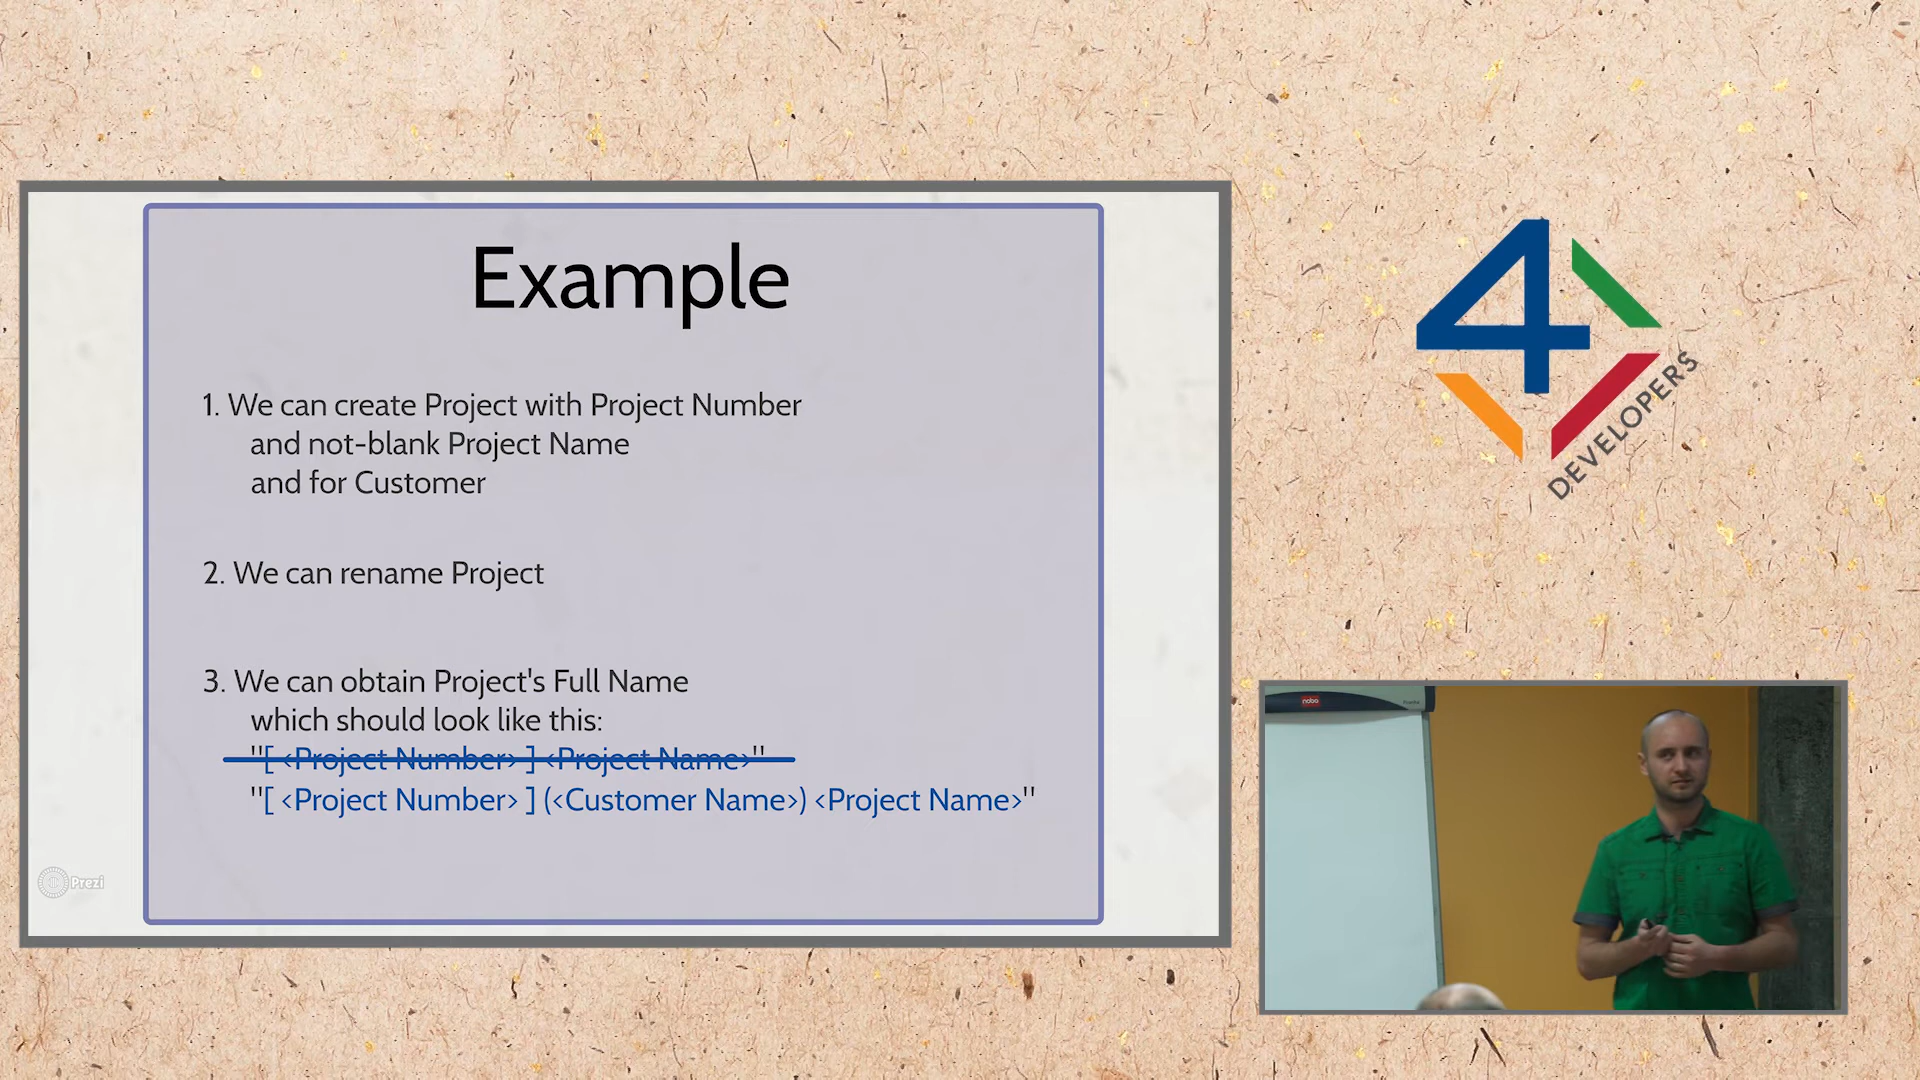 Example
1. We can create Project with Project Number
and not-blank Project Name
and for Customer
2. We can rename Project
3. We can obtain Project's Full Name
which should look like this:
"[ <Project Number> ] <Project Name>"
"[ <Project Number> ] (<Customer Name>) <Project Name>"
Prezi
4
DEVELOPERS
nobo